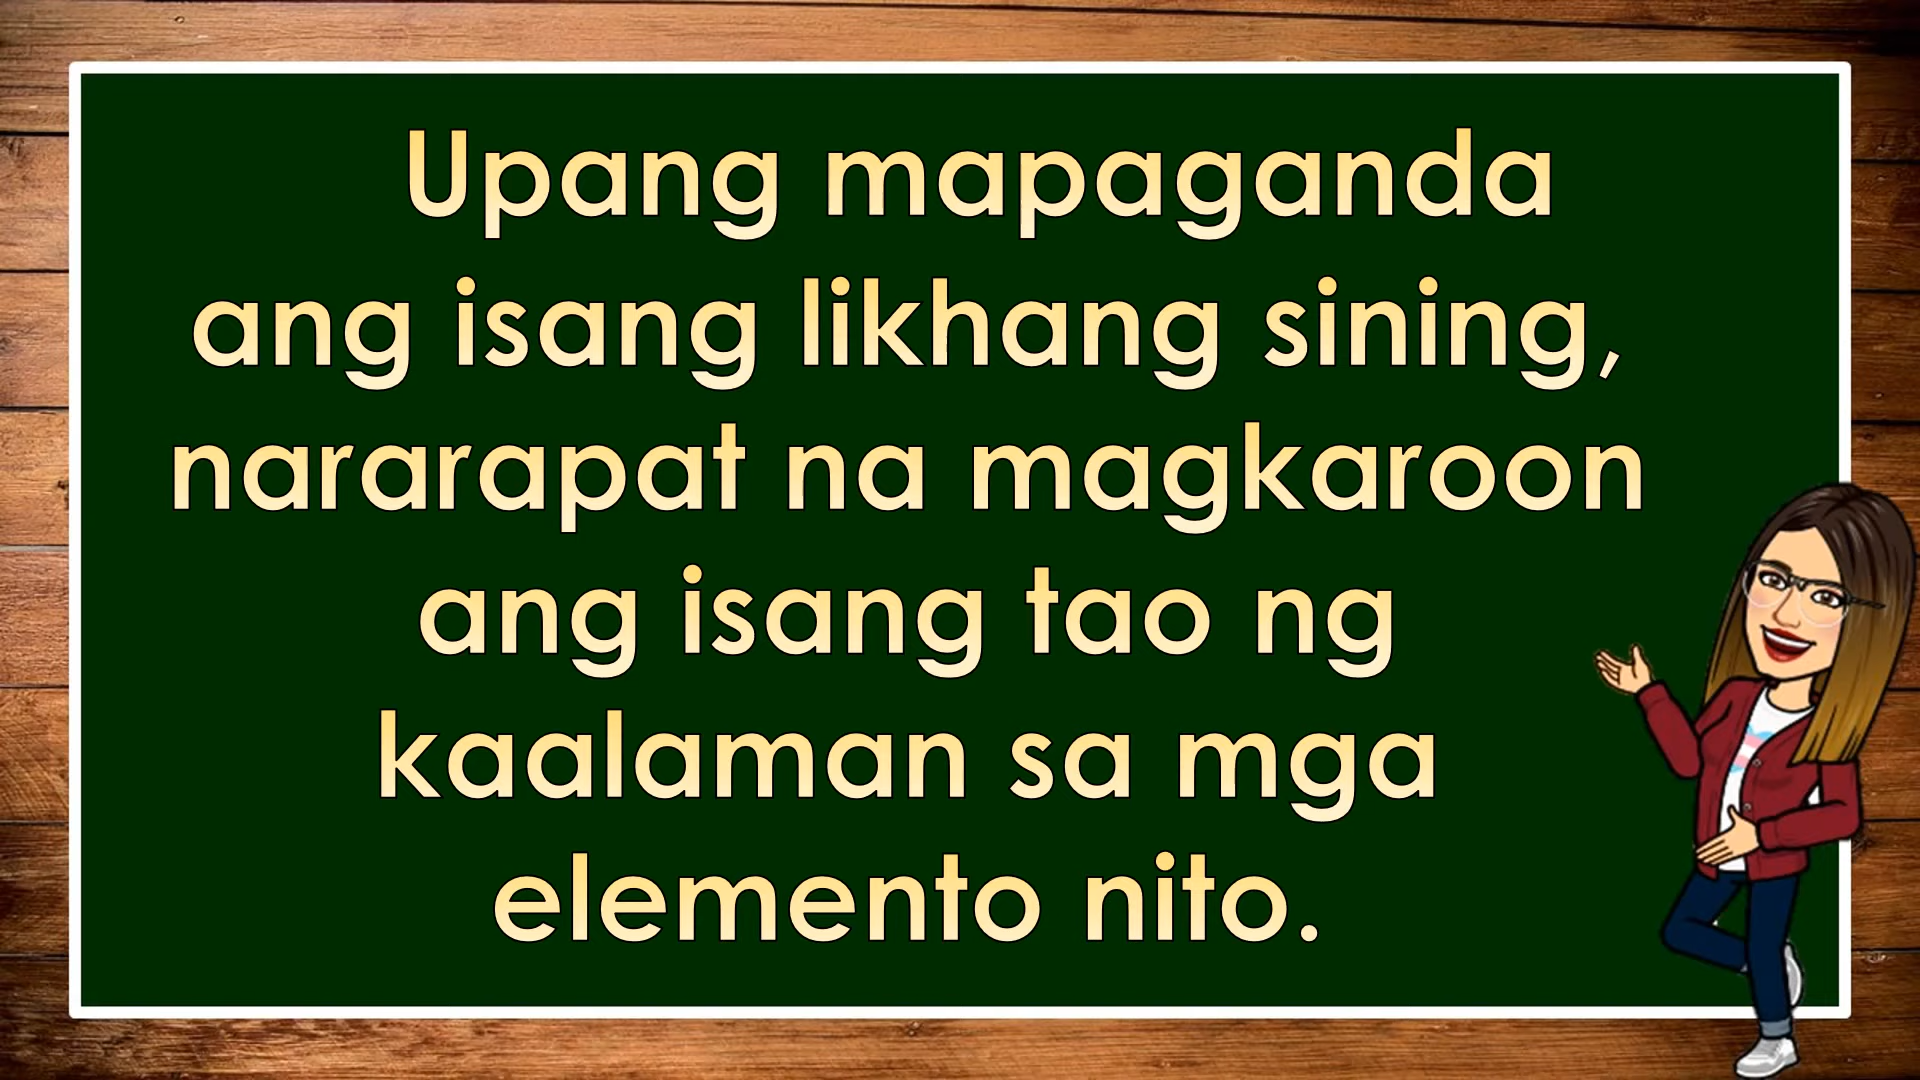 Upang mapaganda
ang isang likhang sining,
nararapat na magkaroon
ang isang tao ng
kaalaman sa mga
elemento nito.